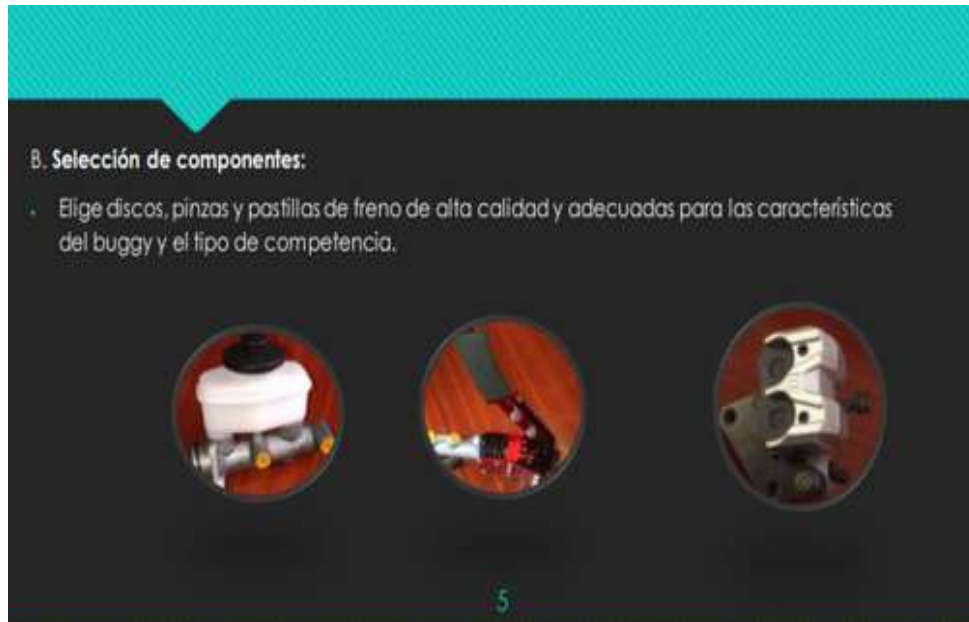 B. Selección de componentes:
• Elige discos, pinzas y pastillas de freno de alta calidad y adecuadas para las características
del buggy y el tipo de competencia.
5